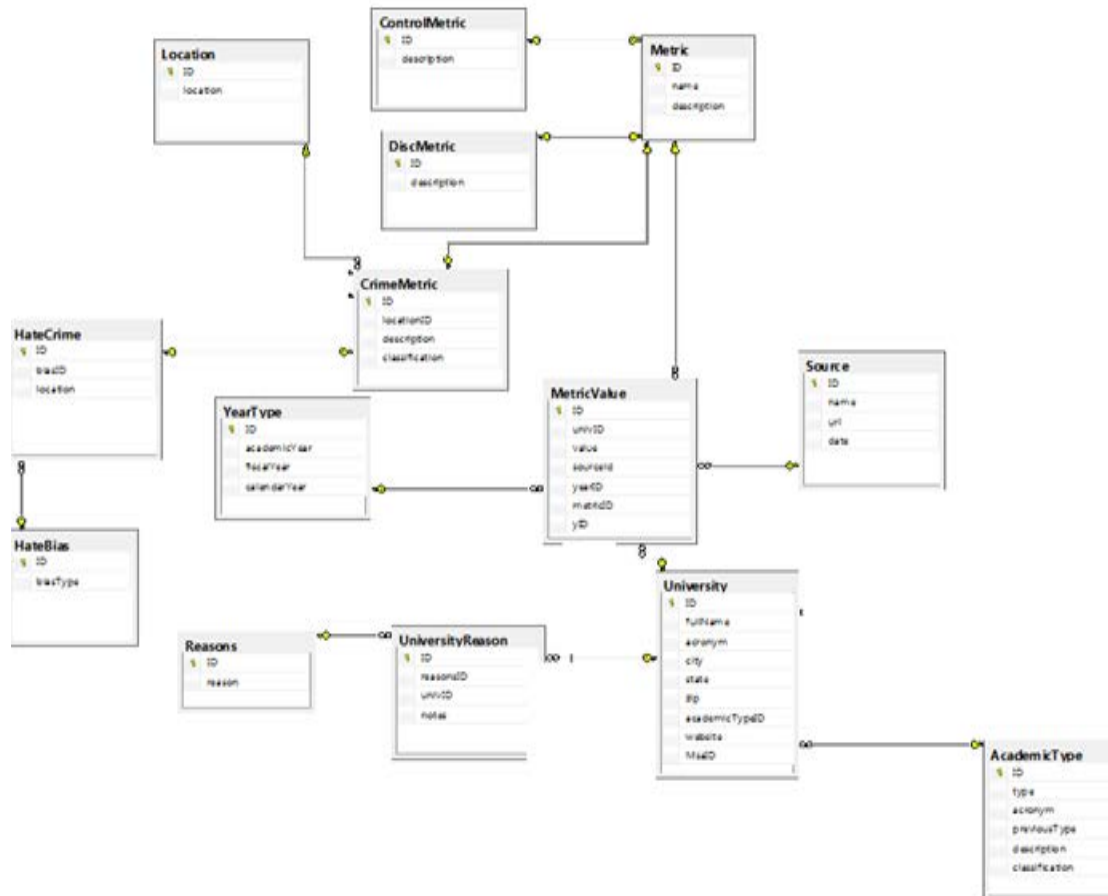 ControlMetric
ID
description
Metric
ID
name
description
Location
ID
location
DiscMetric
ID
description
CrimeMetric
ID
locationID
description
classification
HateCrime
ID
biasID
location
YearType
ID
academicYear
fiscalYear
calendarYear
MetricValue
ID
univID
value
sourceId
yearID
metricID
yID
Source
ID
name
url
date
HateBias
ID
biasType
University
ID
fullName
acronym
city
state
zip
academicTypeID
website
MsaID
Reasons
ID
reason
UniversityReason
ID
reasonsID
univID
notes
AcademicType
ID
type
acronym
previousType
description
classification